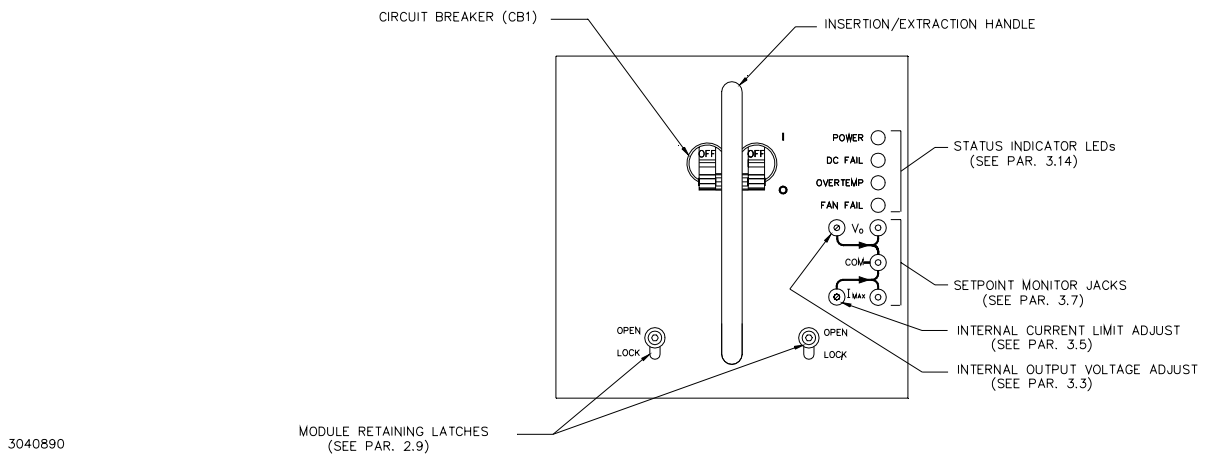 CIRCUIT BREAKER (CB1)
INSERTION/EXTRACTION HANDLE
OFF OFF
I
O
POWER
DC FAIL
OVERTEMP
FAN FAIL
STATUS INDICATOR LEDs
(SEE PAR. 3.14)
Vo
COM
IMAX
SETPOINT MONITOR JACKS
(SEE PAR. 3.7)
INTERNAL CURRENT LIMIT ADJUST
(SEE PAR. 3.5)
INTERNAL OUTPUT VOLTAGE ADJUST
(SEE PAR. 3.3)
OPEN
LOCK
OPEN
LOCK
MODULE RETAINING LATCHES
(SEE PAR. 2.9)
3040890